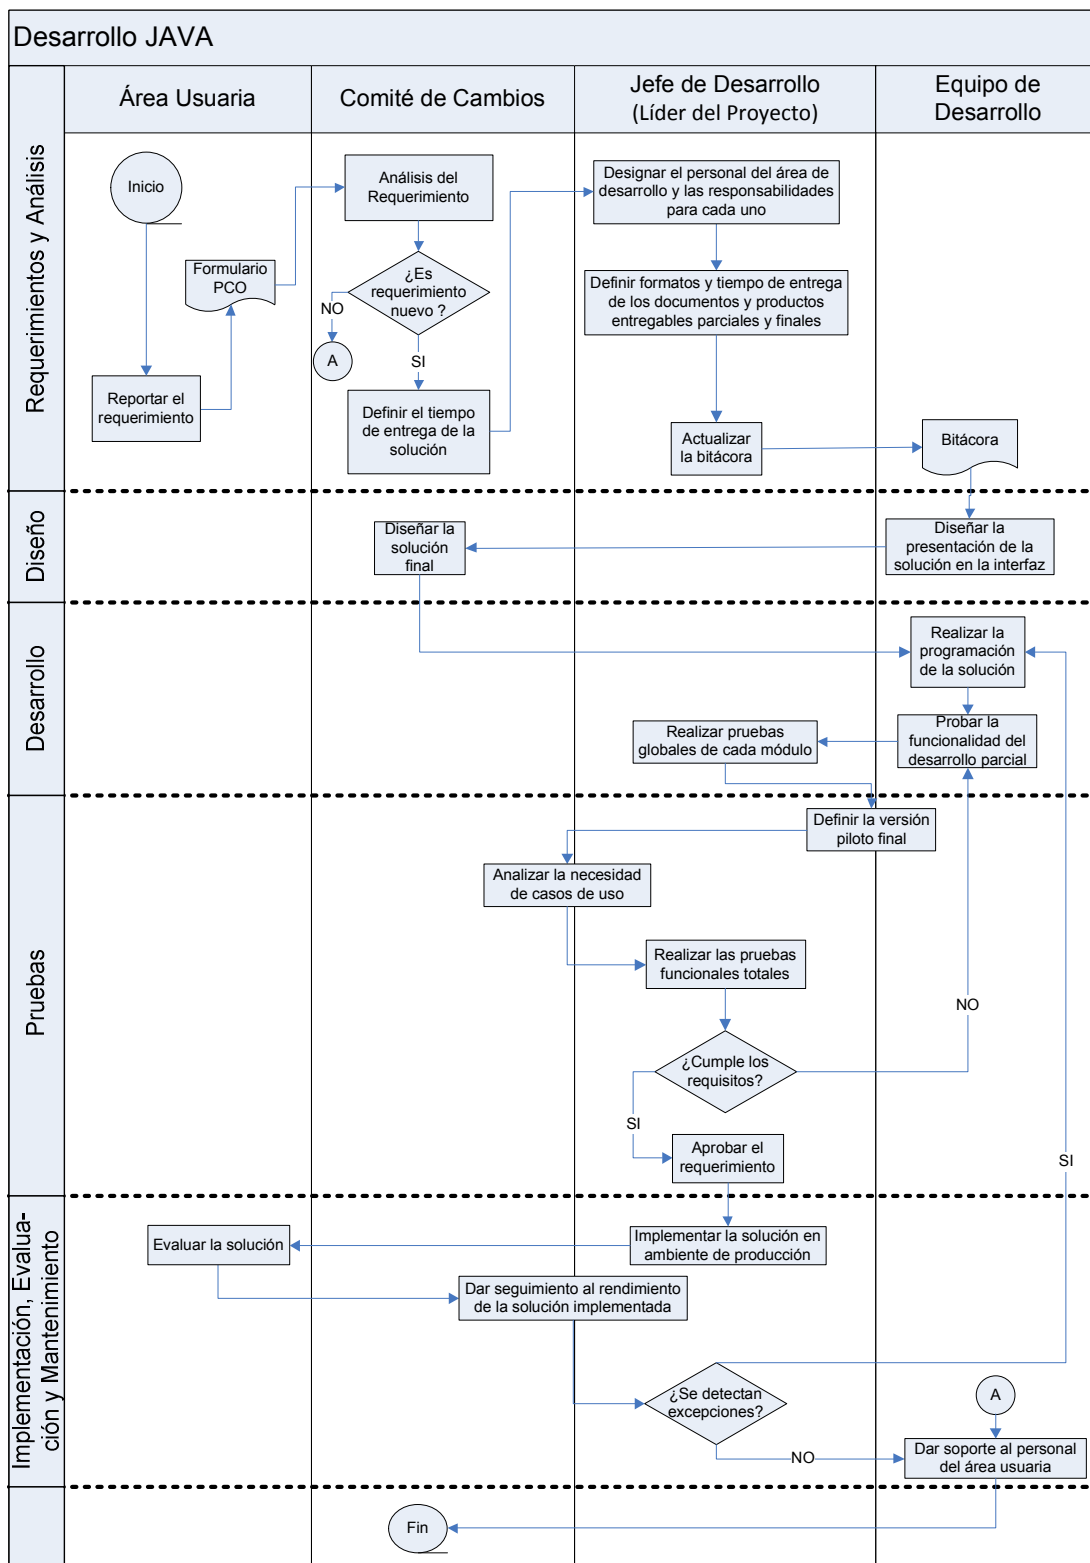 Desarrollo JAVA
Área Usuaria
Comité de Cambios
Jefe de Desarrollo
(Líder del Proyecto)
Equipo de
Desarrollo
Requerimientos y Análisis
Inicio
Formulario
PCO
Reportar el
requerimiento
Análisis del
Requerimiento
¿Es
requerimiento
nuevo ?
NO
A
SI
Definir el tiempo
de entrega de la
solución
Designar el personal del área de
desarrollo y las responsabilidades
para cada uno
Definir formatos y tiempo de entrega
de los documentos y productos
entregables parciales y finales
Actualizar
la bitácora
Bitácora
Diseño
Diseñar la
solución
final
Diseñar la
presentación de la
solución en la interfaz
Desarrollo
Realizar la
programación
de la solución
Realizar pruebas
globales de cada módulo
Probar la
funcionalidad del
desarrollo parcial
Pruebas
Definir la versión
piloto final
Analizar la necesidad
de casos de uso
Realizar las pruebas
funcionales totales
NO
¿Cumple los
requisitos?
SI
Aprobar el
requerimiento
SI
Implementación, Evalua-
ción y Mantenimiento
Evaluar la solución
Implementar la solución en
ambiente de producción
Dar seguimiento al rendimiento
de la solución implementada
¿Se detectan
excepciones?
A
NO
Dar soporte al personal
del área usuaria
Fin